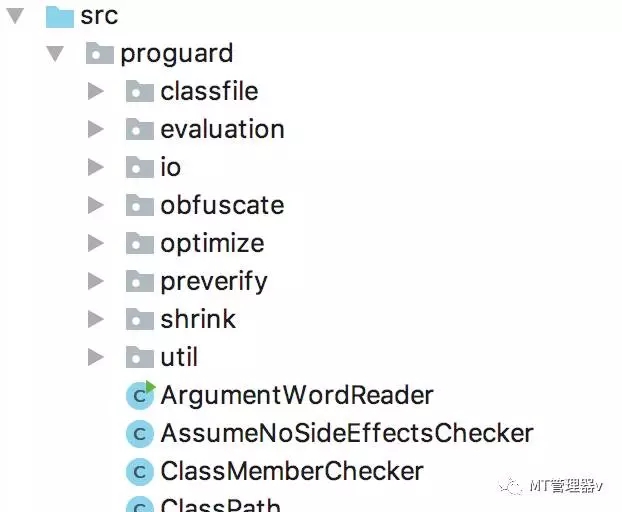 src
proguard
classfile
evaluation
io
obfuscate
optimize
preverify
shrink
util
C ArgumentWordReader
C AssumeNoSideEffectsChecker
C ClassMemberChecker
C ClassPath
MT管理器v